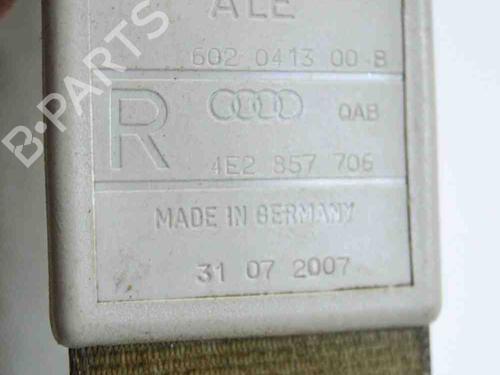 ALE
602 0413 00-B
R QAB
4E2 857 706
MADE IN GERMANY
31 07 2007
B-PARTS